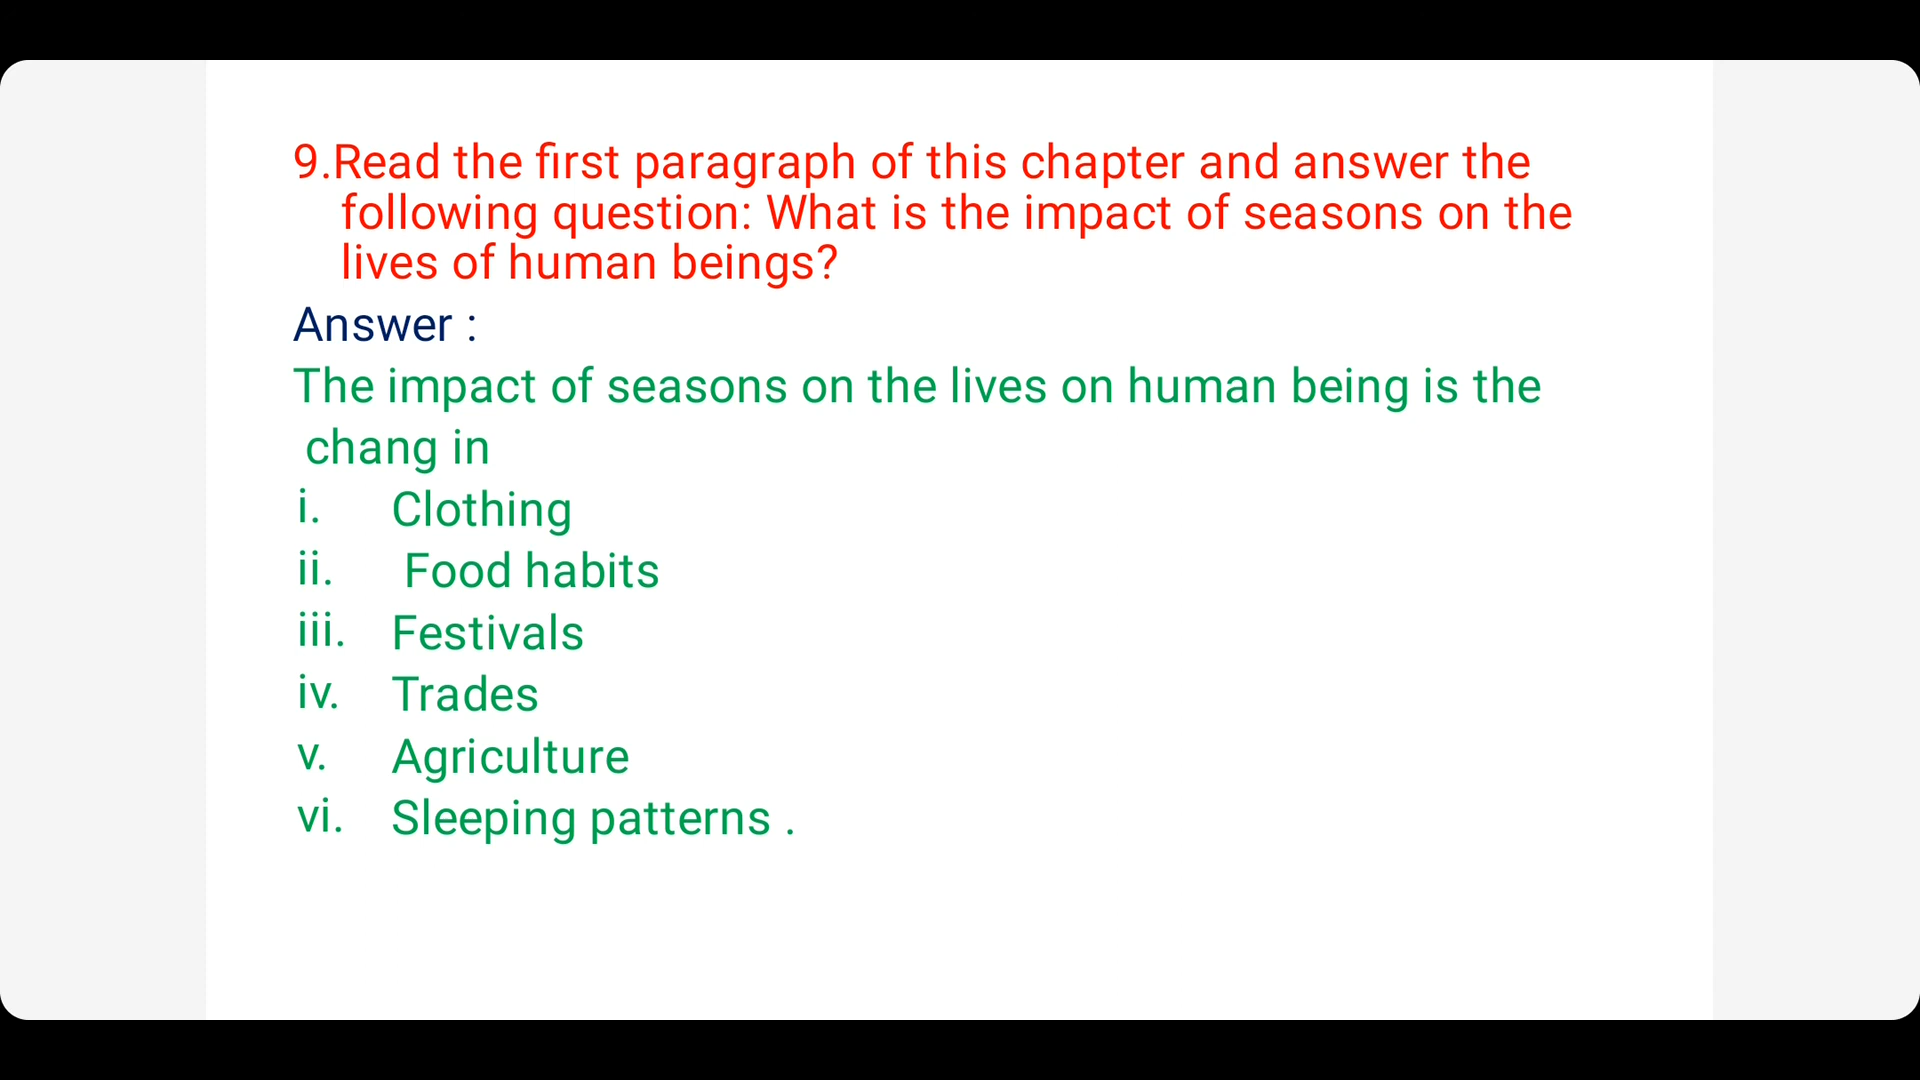 9.Read the first paragraph of this chapter and answer the
following question: What is the impact of seasons on the
lives of human beings?
Answer :
The impact of seasons on the lives on human being is the
chang in
i. Clothing
ii. Food habits
iii. Festivals
iv. Trades
v. Agriculture
vi. Sleeping patterns .